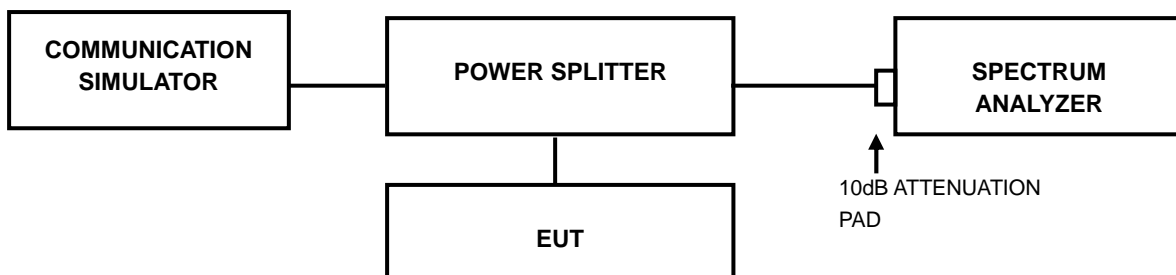 COMMUNICATION
SIMULATOR
POWER SPLITTER
SPECTRUM
ANALYZER
10dB ATTENUATION
PAD
EUT